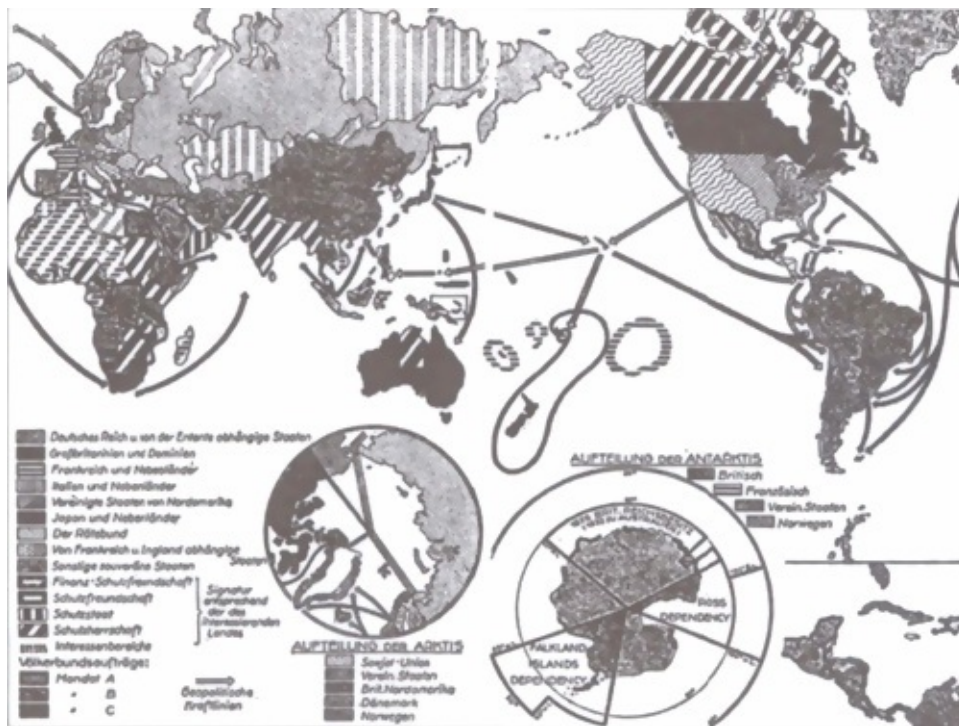 Deutsches Reich u. von der Entente abhängige Staaten
Großbritannien und Dominien
Frankreich und Nebenländer
Italien und Nebenländer
Vereinigte Staaten von Nordamerika
Japan und Nebenländer
Der Rätebund
Von Frankreich u. England abhängige
Staaten
Sonstige souveräne Staaten
Finanz-Schutzfreundschaft
Schutzfreundschaft
Schutzstaat
Schutzherrschaft
Interessenbereiche
Signatur
entsprechend
der des
interessierenden
Landes
Völkerbundsaufträge:
Mandat A
" B
" C
Geopolitische
Kraftlinien
AUFTEILUNG DER ARKTIS
Sowjet-Union
Verein. Staaten
Brit. Nordamerika
Dänemark
Norwegen
AUFTEILUNG DER ANTARKTIS
Britisch
Französisch
Verein. Staaten
Norwegen
ROSS
DEPENDENCY
FALKLAND
ISLANDS
DEPENDENCY